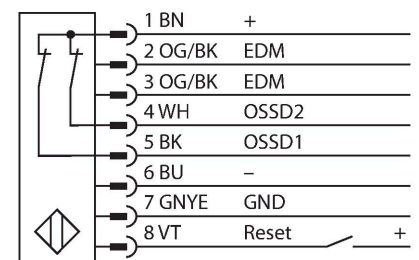 1 BN +
2 OG/BK EDM
3 OG/BK EDM
4 WH OSSD2
5 BK OSSD1
6 BU –
7 GNYE GND
8 VT Reset +